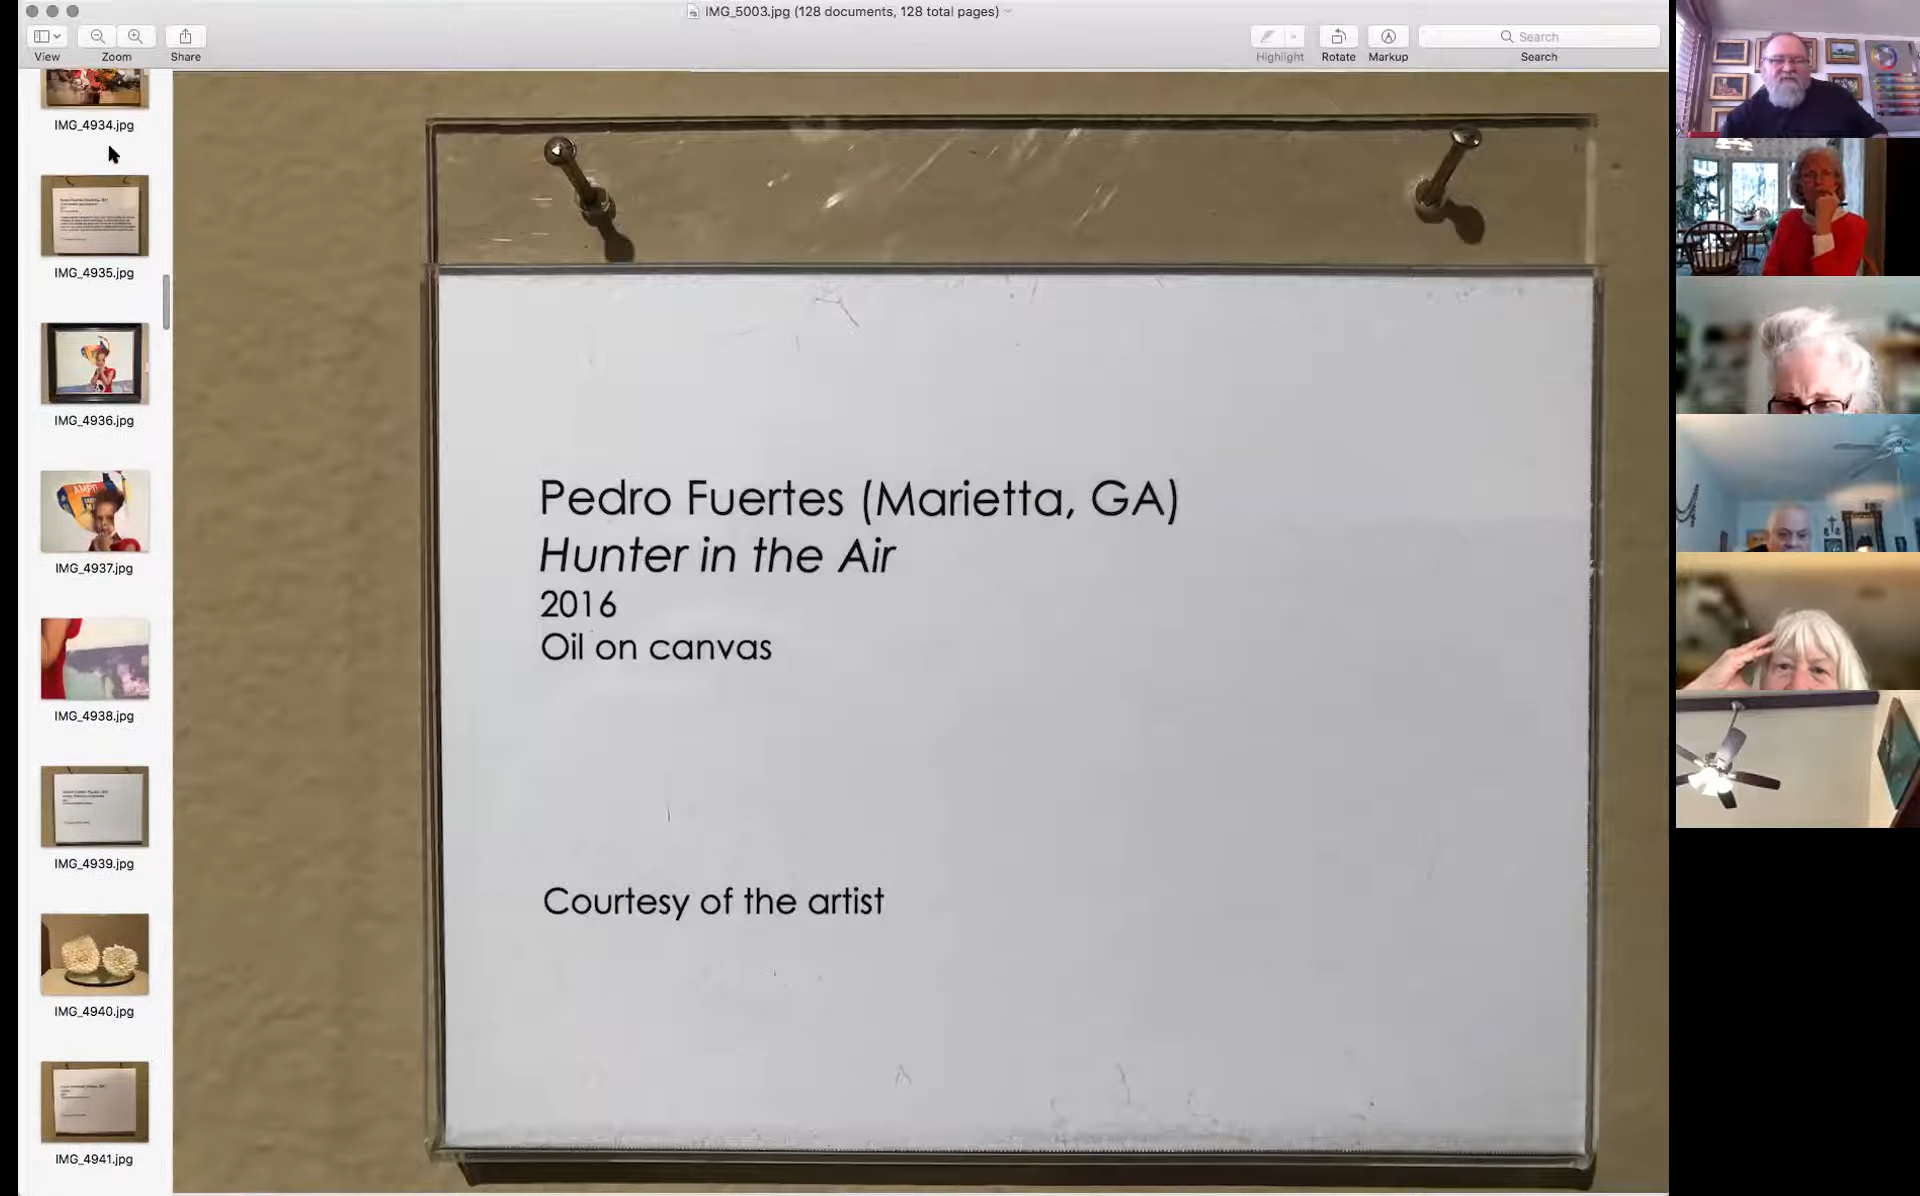 IMG_5003.jpg (128 documents, 128 total pages)
View
Zoom
Share
Highlight
Rotate
Markup
Search
Search
IMG_4934.jpg
IMG_4935.jpg
IMG_4936.jpg
AMPO
IMG_4937.jpg
IMG_4938.jpg
IMG_4939.jpg
IMG_4940.jpg
IMG_4941.jpg
Pedro Fuertes (Marietta, GA)
Hunter in the Air
2016
Oil on canvas
Courtesy of the artist